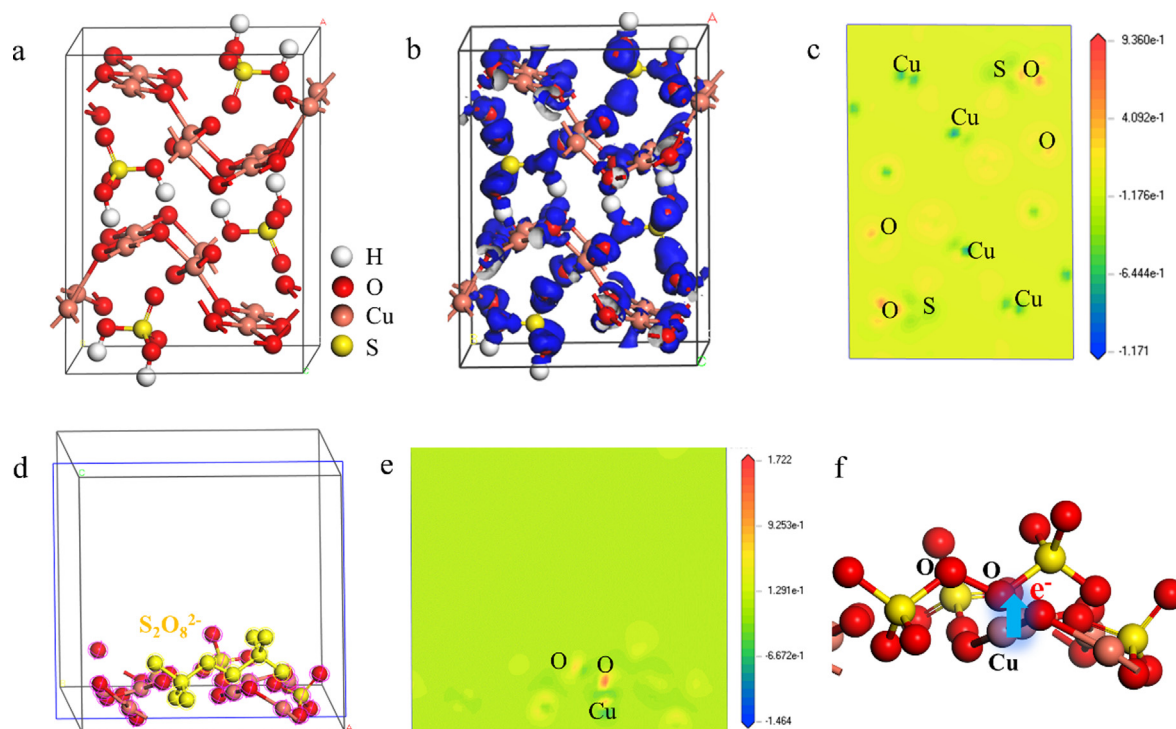 a
A
H
O
Cu
S
b
A
c
Cu
S
O
Cu
O
O
Cu
O
S
Cu
9.360e-1
4.092e-1
-1.175e-1
-6.444e-1
-1.171
d
S₂O₈²⁻
A
e
O
O
Cu
1.722
9.253e-1
1.291e-1
-6.672e-1
-1.464
f
O
O
e⁻
Cu